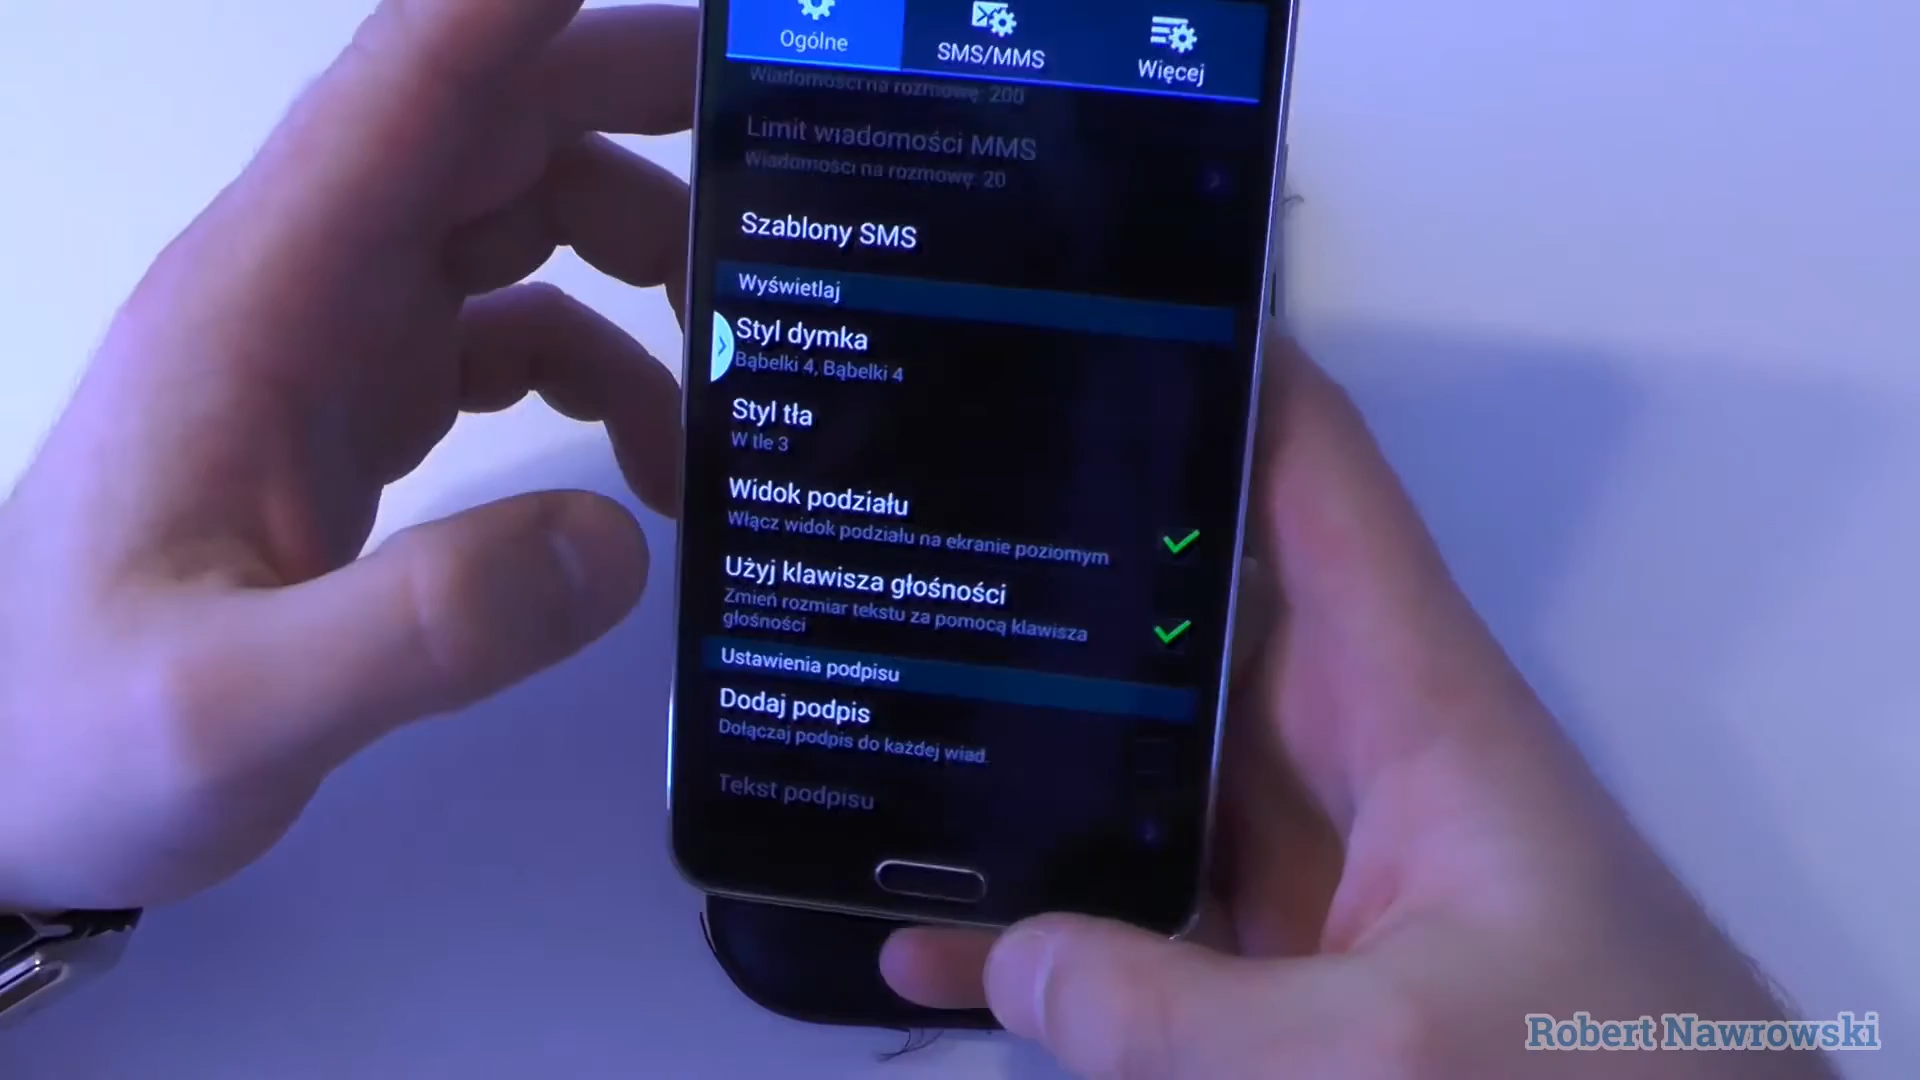 Ogólne
SMS/MMS
Więcej
Wiadomości na rozmowę: 200
Limit wiadomości MMS
Wiadomości na rozmowę: 20
Szablony SMS
Wyświetlaj
Styl dymka
Bąbelki 4, Bąbelki 4
Styl tła
W tle 3
Widok podziału
Włącz widok podziału na ekranie poziomym
Użyj klawisza głośności
Zmień rozmiar tekstu za pomocą klawisza
głośności
Ustawienia podpisu
Dodaj podpis
Dołączaj podpis do każdej wiad.
Tekst podpisu
Robert Nawrowski